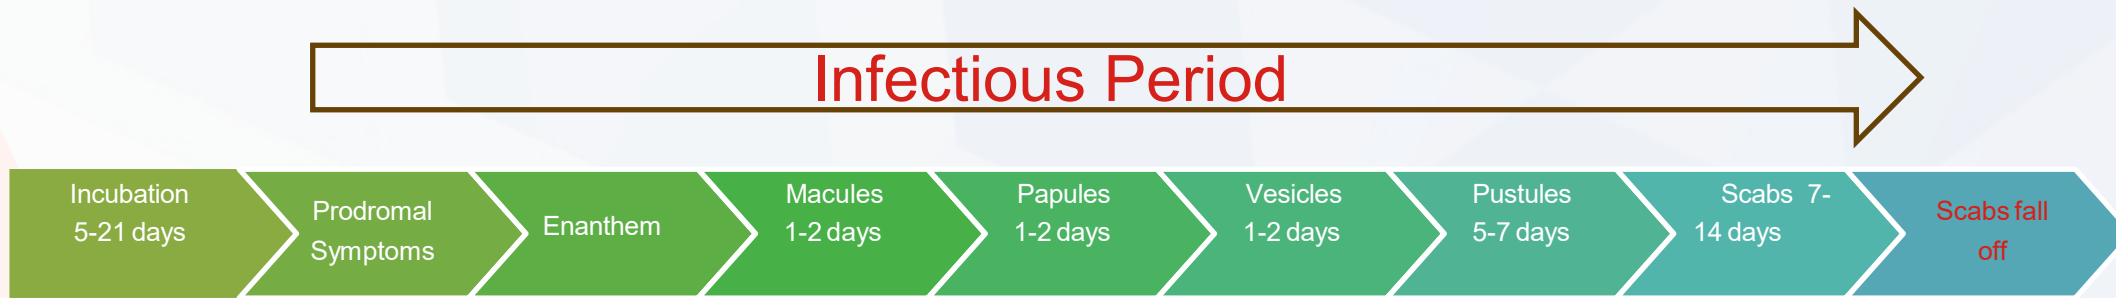 Infectious Period
Incubation
5-21 days
Prodromal
Symptoms
Enanthem
Macules
1-2 days
Papules
1-2 days
Vesicles
1-2 days
Pustules
5-7 days
Scabs 7-
14 days
Scabs fall
off